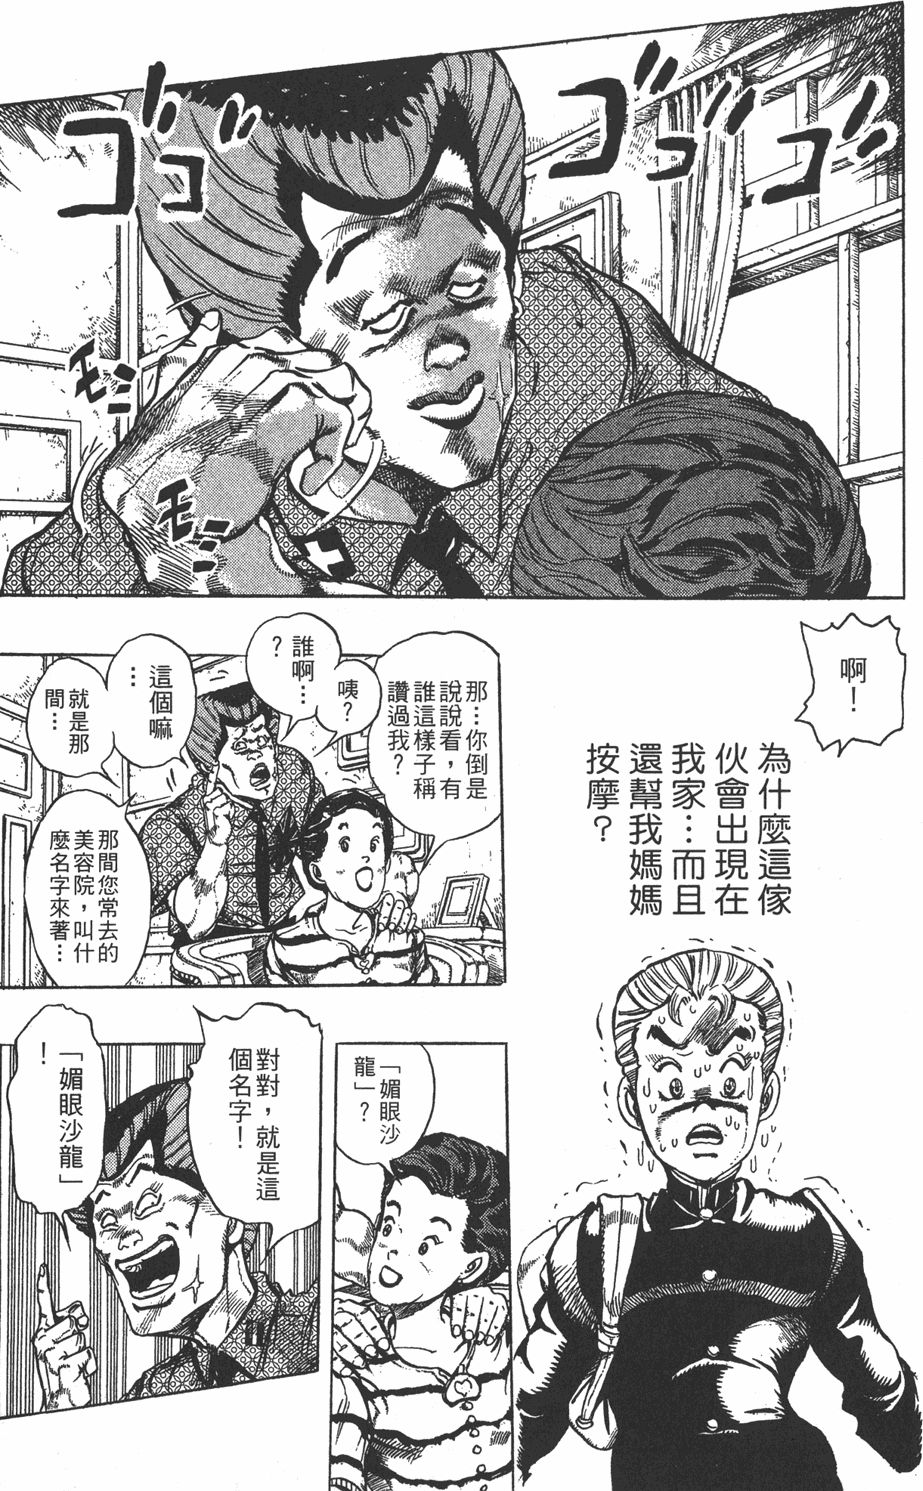 ゴゴ
ゴゴゴ
ゴゴ
モミ
モミ
啊！
為什麼這傢
伙會出現在
我家…而且
還幫我媽媽
按摩？
那…你倒是
說說看，有
誰這樣子稱
讚過我？
咦？
誰啊…
？
這個嘛
…
就是那
間…
那間您常去的
美容院，叫什
麼名字來著…
「媚眼沙
龍」？
對對，就是這
個名字！
「媚眼沙龍」
！